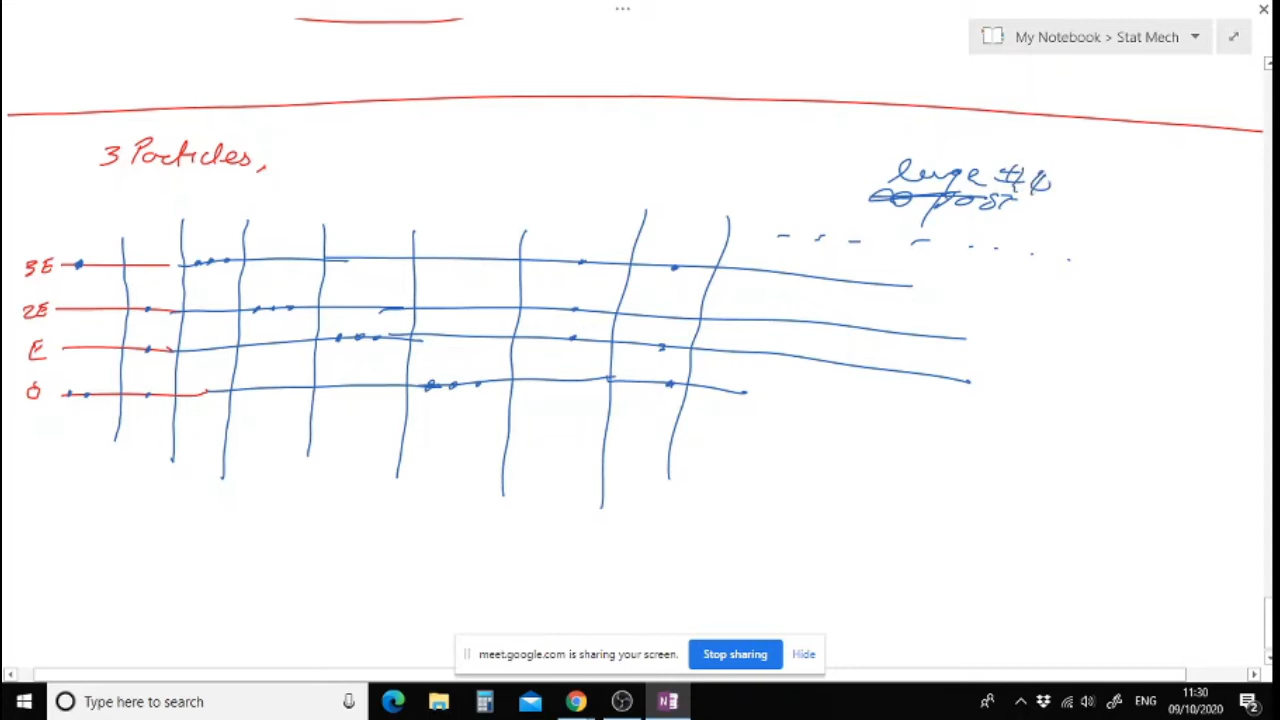 My Notebook > Stat Mech
3 Particles,
large #
3E
2E
E
0
meet.google.com is sharing your screen.
Stop sharing
Hide
Type here to search
ENG
11:30
09/10/2020
2